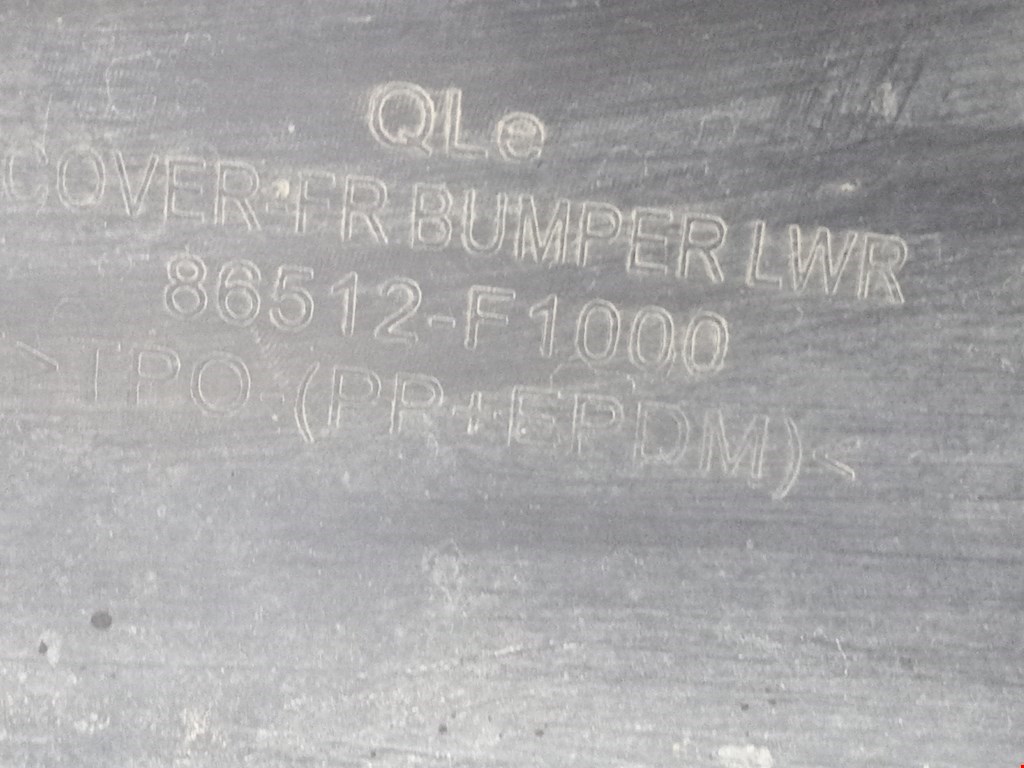 QLe
COVER-FR BUMPER LWR
86512-F1000
>TPO-(PP+EPDM)<